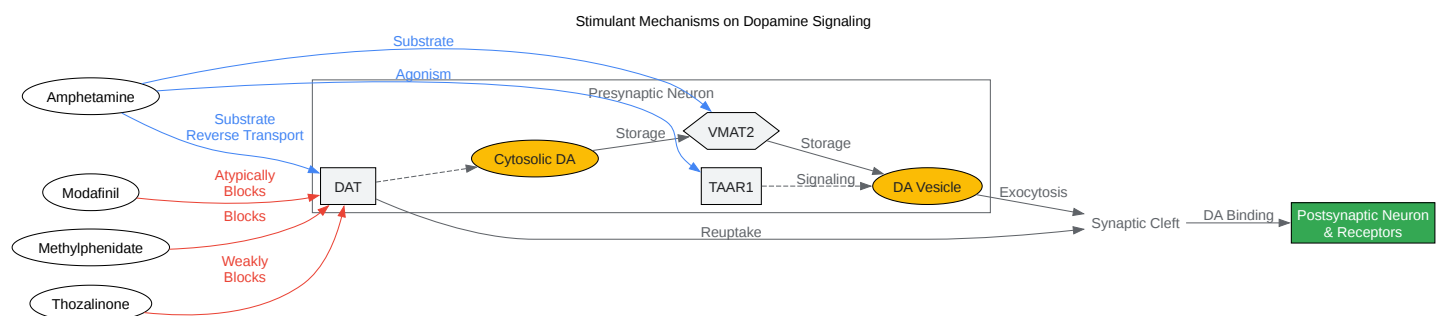 Stimulant Mechanisms on Dopamine Signaling
Substrate
Agonism
Presynaptic Neuron
Amphetamine
Substrate
Reverse Transport
Storage
VMAT2
Storage
Cytosolic DA
Atypically
Blocks
Modafinil
DAT
TAAR1
Signaling
DA Vesicle
Exocytosis
Blocks
Synaptic Cleft
DA Binding
Postsynaptic Neuron
& Receptors
Reuptake
Methylphenidate
Weakly
Blocks
Thozalinone